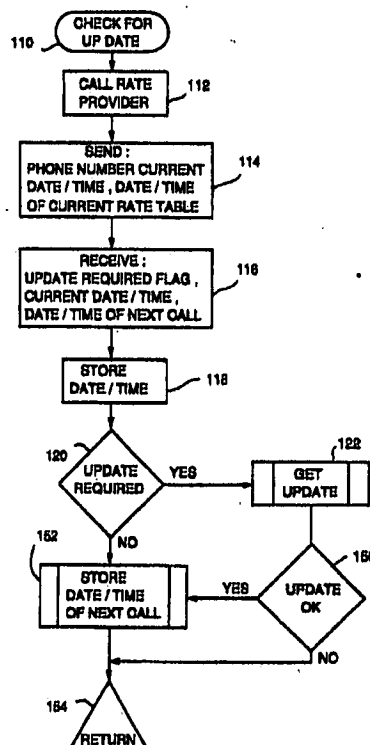 110
CHECK FOR
UP DATE
CALL RATE
PROVIDER
112
SEND :
PHONE NUMBER CURRENT
DATE / TIME , DATE / TIME
OF CURRENT RATE TABLE
114
RECEIVE :
UPDATE REQUIRED FLAG ,
CURRENT DATE / TIME ,
DATE / TIME OF NEXT CALL
116
STORE
DATE / TIME
118
120
UPDATE
REQUIRED
YES
122
GET
UPDATE
NO
152
STORE
DATE / TIME
OF NEXT CALL
YES
UPDATE
OK
NO
154
RETURN